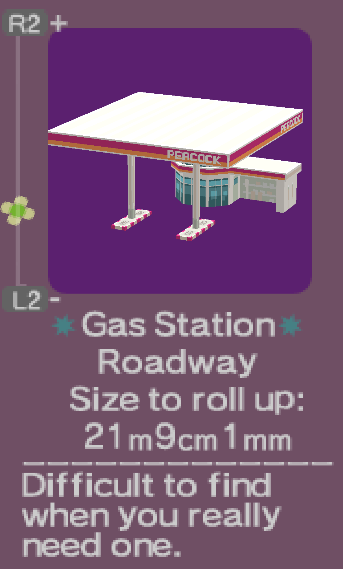 R2 +
PEACOCK
PEACOCK
L2 -
Gas Station
Roadway
Size to roll up:
21m9cm1mm
Difficult to find
when you really
need one.